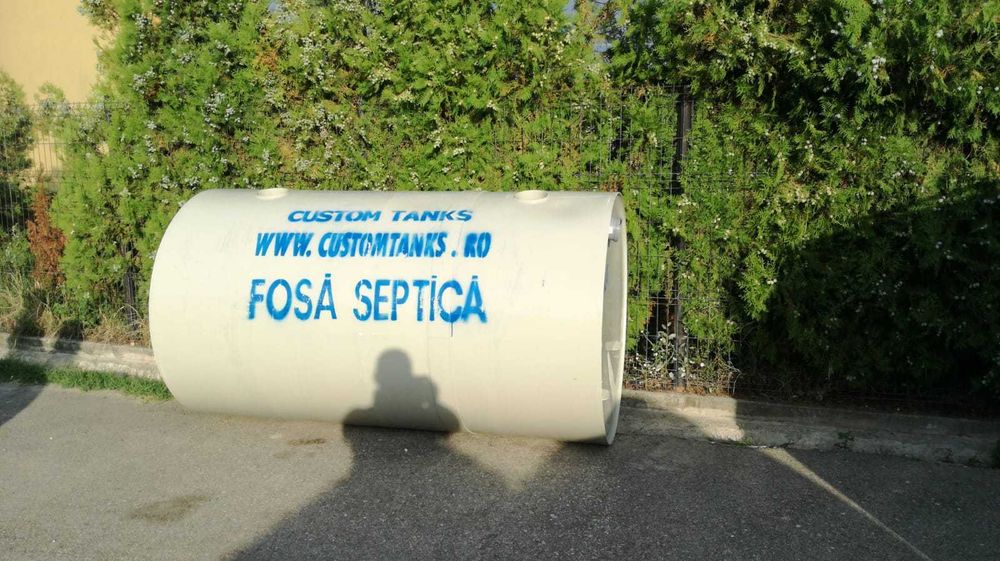 CUSTOM TANKS
WWW.CUSTOMTANKS.RO
FOSĂ SEPTICĂ